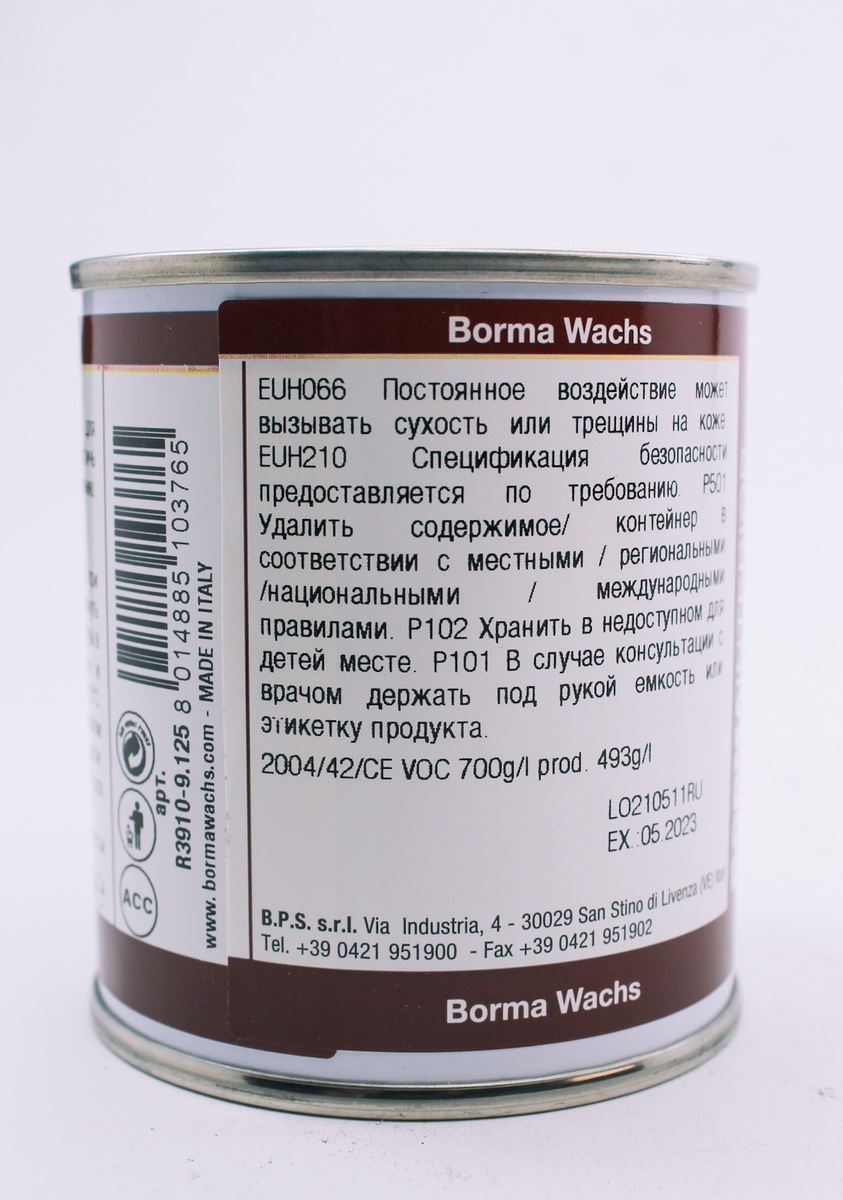 Borma Wachs
EUH066 Постоянное воздействие может
вызывать сухость или трещины на коже
EUH210 Спецификация безопасности
предоставляется по требованию. P501
Удалить содержимое/ контейнер в
соответствии с местными / региональными
/национальными / международными
правилами. P102 Хранить в недоступном для
детей месте. P101 В случае консультации с
врачом держать под рукой емкость или
этикетку продукта.
2004/42/CE VOC 700g/l prod. 493g/l
LO210511RU
EX.:05.2023
B.P.S. s.r.l. Via Industria, 4 - 30029 San Stino di Livenza (VE) Italy
Tel. +39 0421 951900 - Fax +39 0421 951902
Borma Wachs
8 014885 103765
арт.
R3910-9.125
www.bormawachs.com - MADE IN ITALY
ACC
для